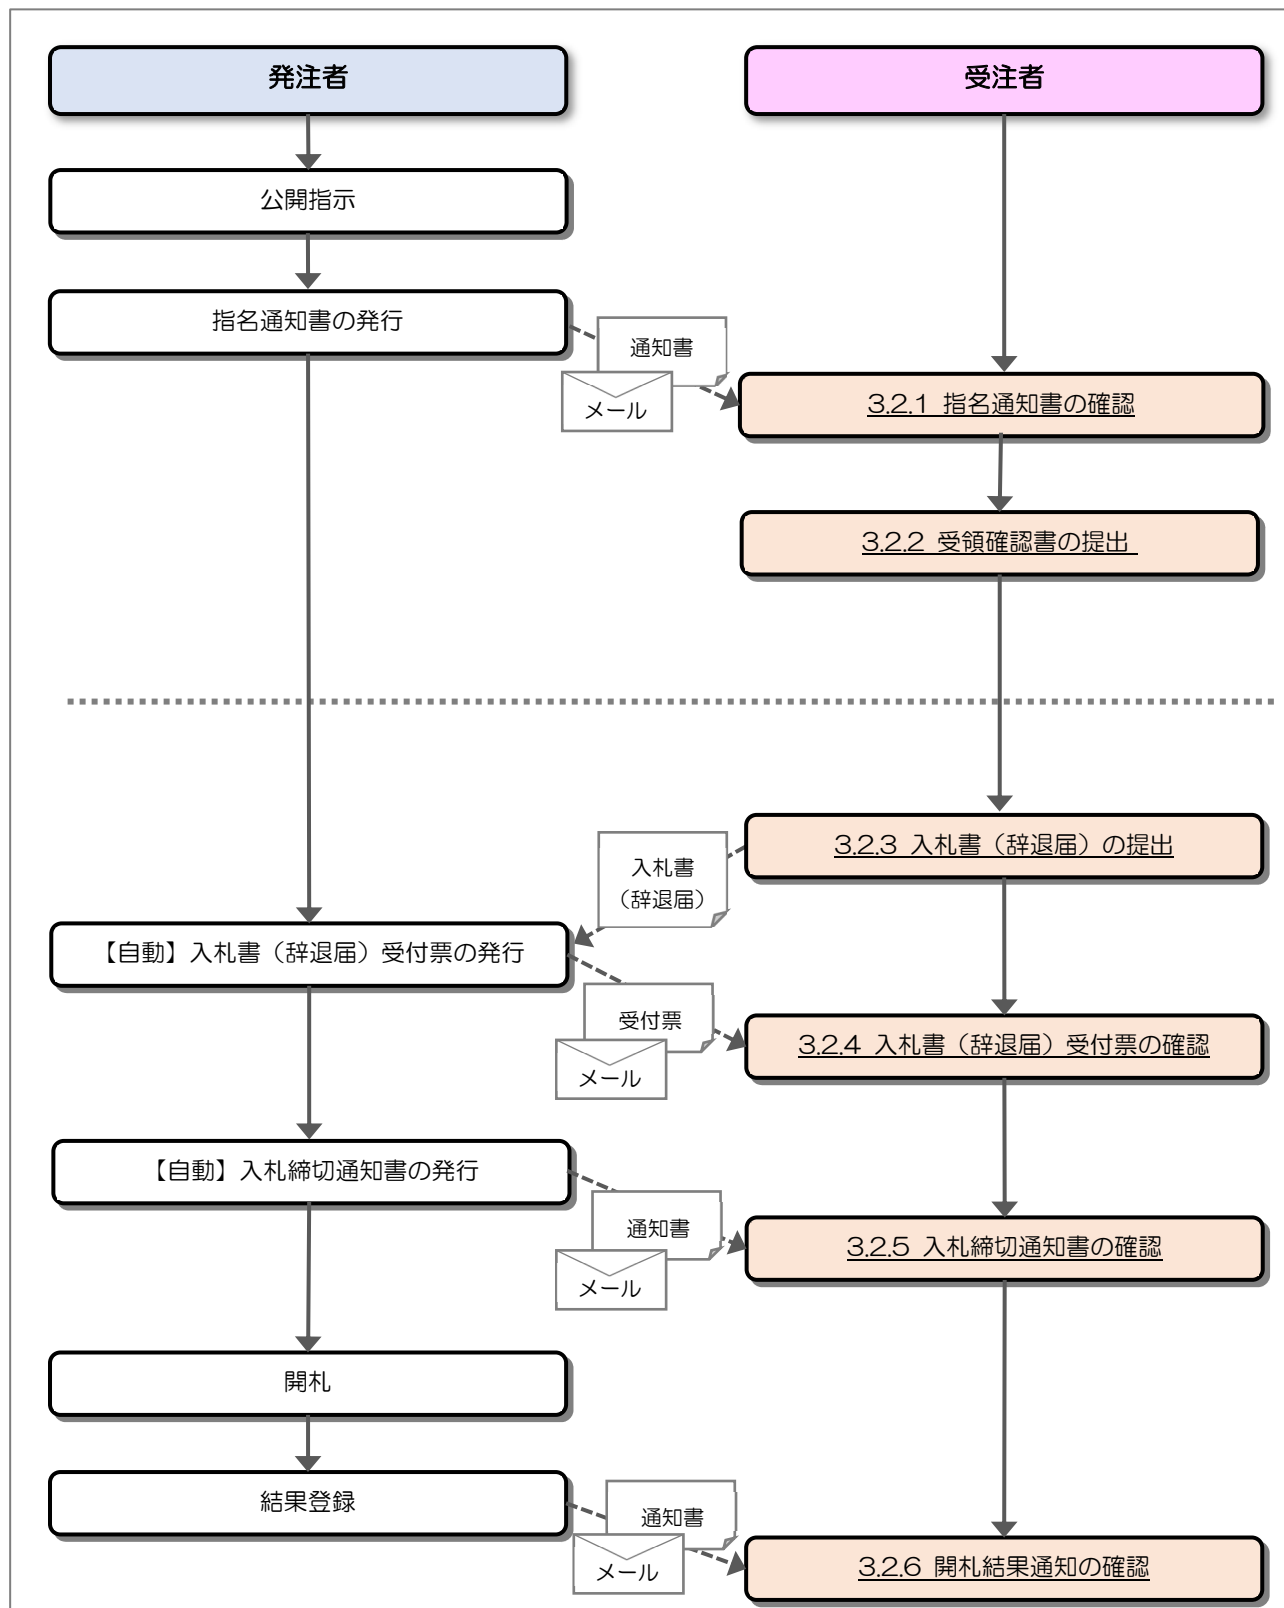 発注者
受注者
公開指示
指名通知書の発行
通知書
メール
3.2.1 指名通知書の確認
3.2.2 受領確認書の提出
3.2.3 入札書（辞退届）の提出
入札書
（辞退届）
【自動】入札書（辞退届）受付票の発行
受付票
メール
3.2.4 入札書（辞退届）受付票の確認
【自動】入札締切通知書の発行
通知書
メール
3.2.5 入札締切通知書の確認
開札
結果登録
通知書
メール
3.2.6 開札結果通知の確認